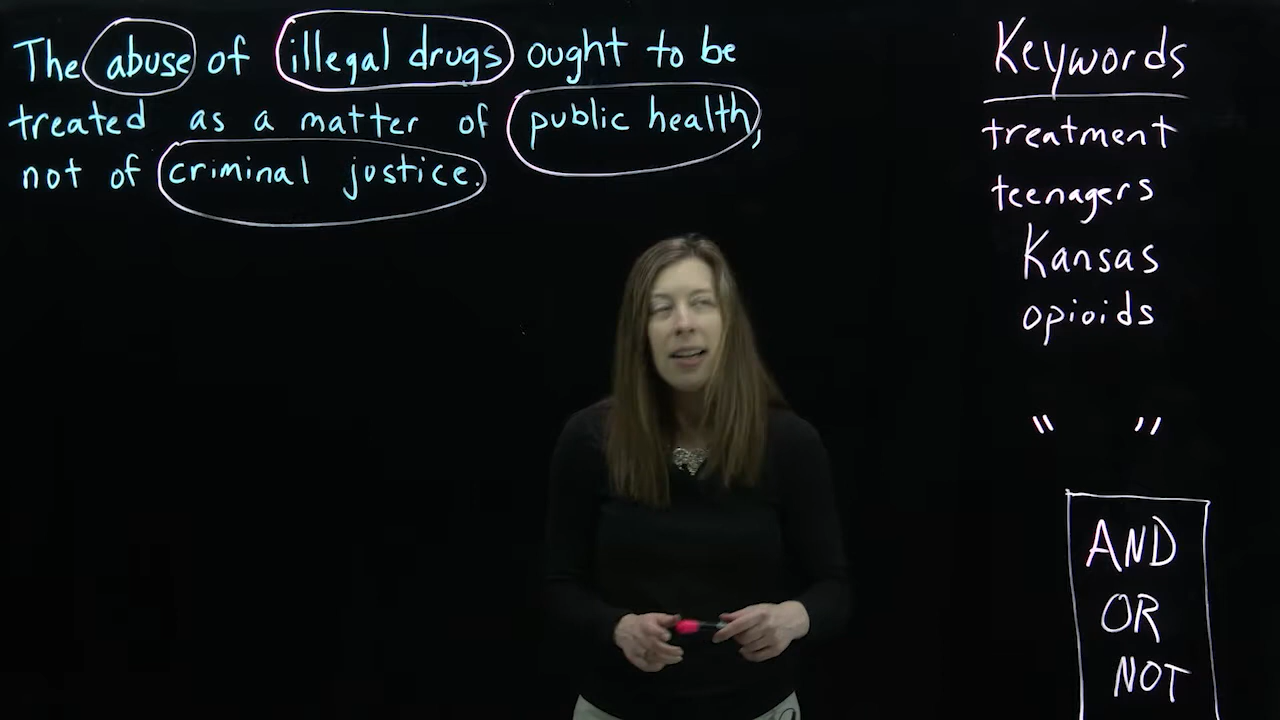 The abuse of illegal drugs ought to be
treated as a matter of public health,
not of criminal justice.
Keywords
treatment
teenagers
Kansas
opioids
" "
AND
OR
NOT